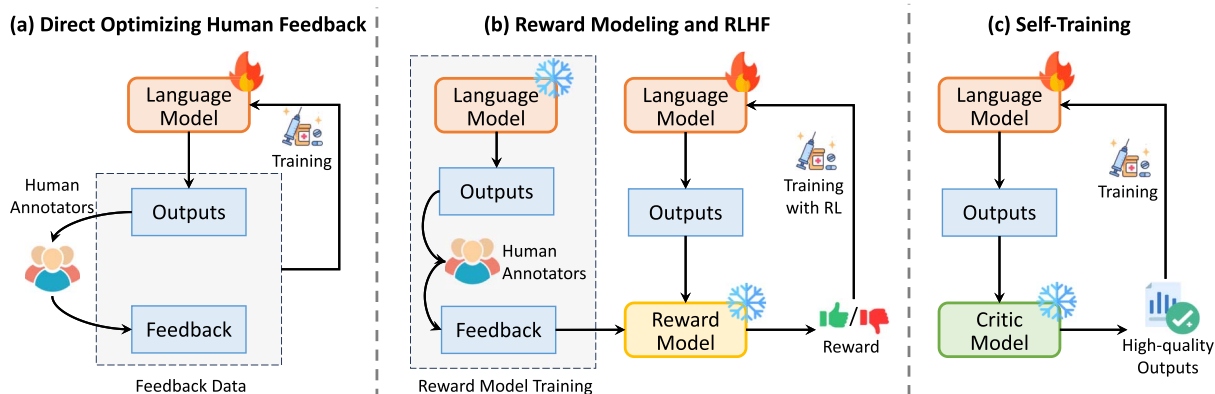 (a) Direct Optimizing Human Feedback
Language
Model
Training
Human
Annotators
Outputs
Feedback
Feedback Data
(b) Reward Modeling and RLHF
Language
Model
Outputs
Human
Annotators
Feedback
Reward Model Training
Language
Model
Training
with RL
Outputs
Reward
Model
/
Reward
(c) Self-Training
Language
Model
Training
Outputs
Critic
Model
High-quality
Outputs